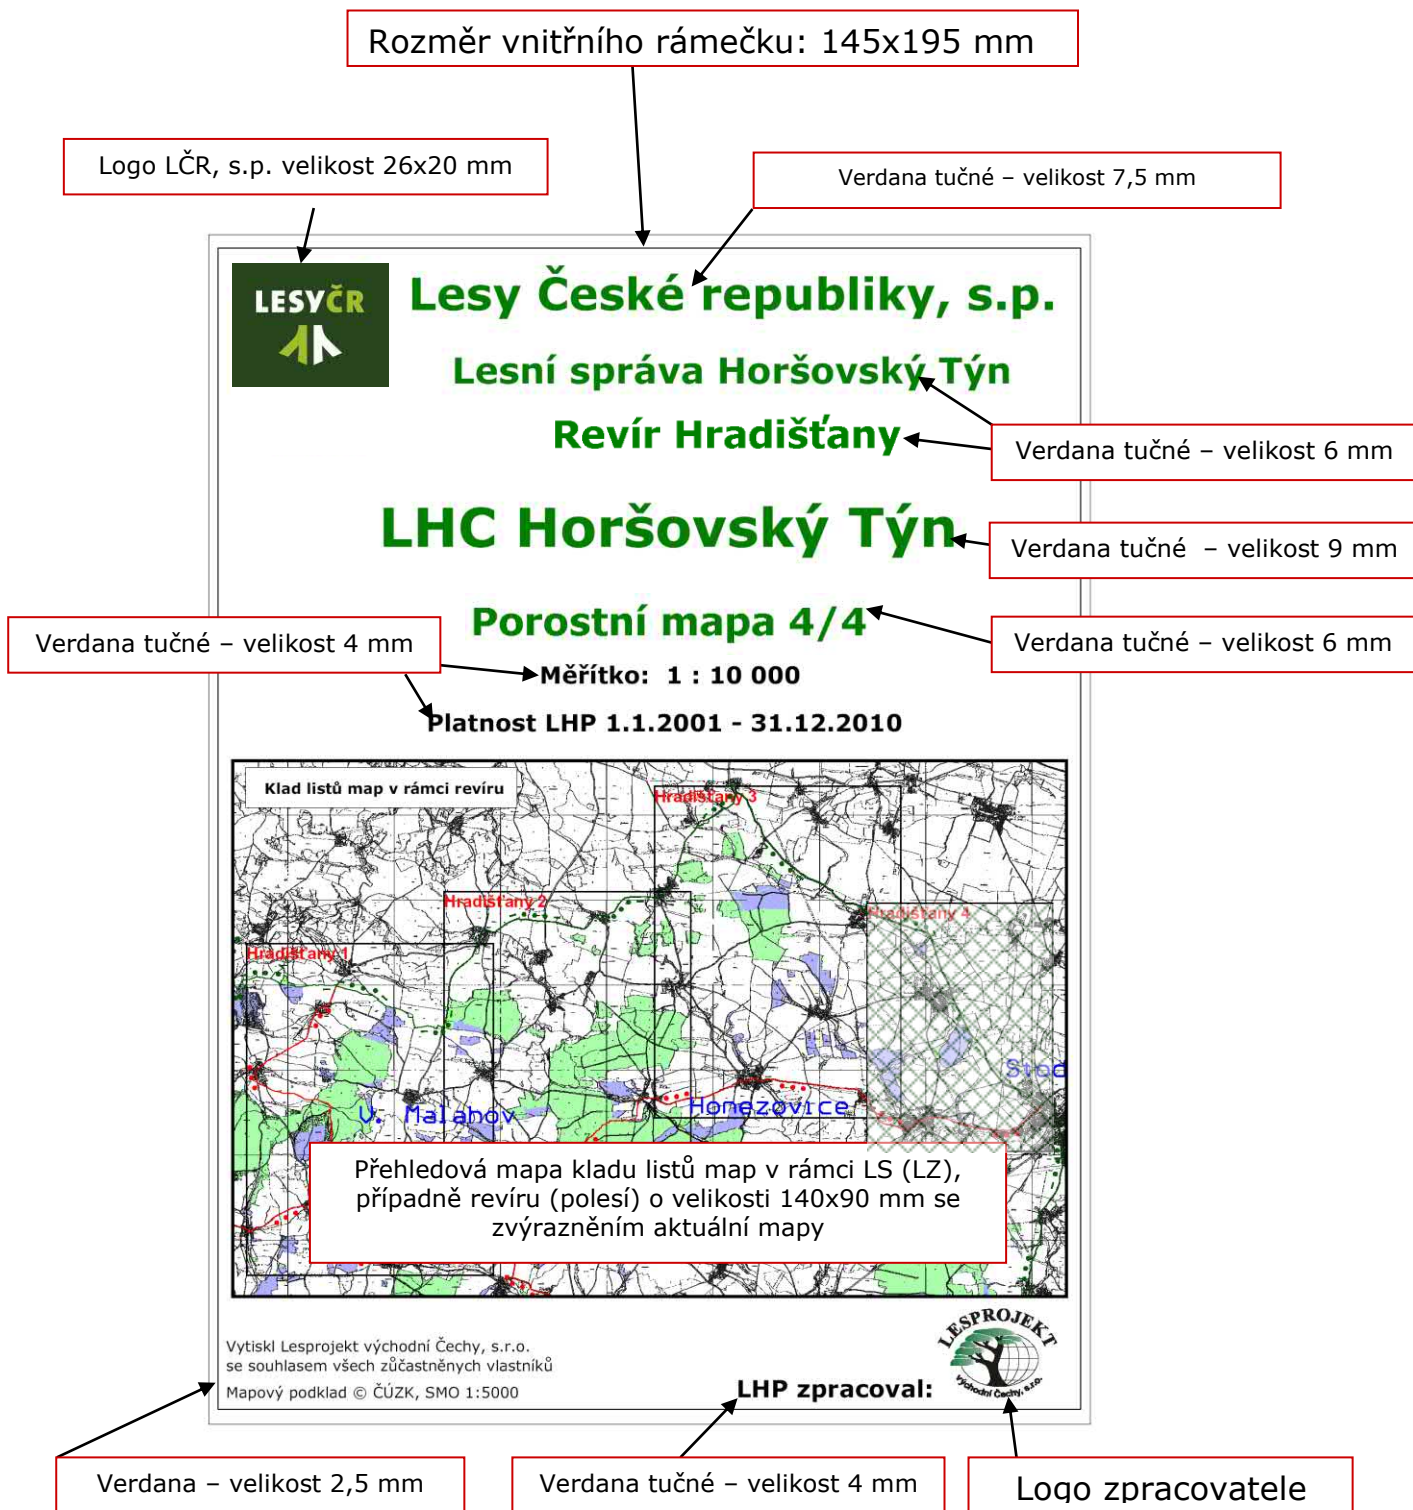 Rozměr vnitřního rámečku: 145x195 mm
Logo LČR, s.p. velikost 26x20 mm
Verdana tučné – velikost 7,5 mm
LESYČR
Lesy České republiky, s.p.
Lesní správa Horšovský Týn
Revír Hradišťany
Verdana tučné – velikost 6 mm
LHC Horšovský Týn
Verdana tučné – velikost 9 mm
Porostní mapa 4/4
Verdana tučné – velikost 4 mm
Verdana tučné – velikost 6 mm
Měřítko: 1 : 10 000
Platnost LHP 1.1.2001 - 31.12.2010
Klad listů map v rámci revíru
Hradišťany 3
Hradišťany 2
Hradišťany 4
Hradišťany 1
Stod
V. Malahov
Honezovice
Přehledová mapa kladu listů map v rámci LS (LZ),
případně revíru (polesí) o velikosti 140x90 mm se
zvýrazněním aktuální mapy
LESPROJEKT
východní Čechy, s.r.o.
Vytiskl Lesprojekt východní Čechy, s.r.o.
se souhlasem všech zůčastněných vlastníků
Mapový podklad © ČÚZK, SMO 1:5000
LHP zpracoval:
Verdana – velikost 2,5 mm
Verdana tučné – velikost 4 mm
Logo zpracovatele